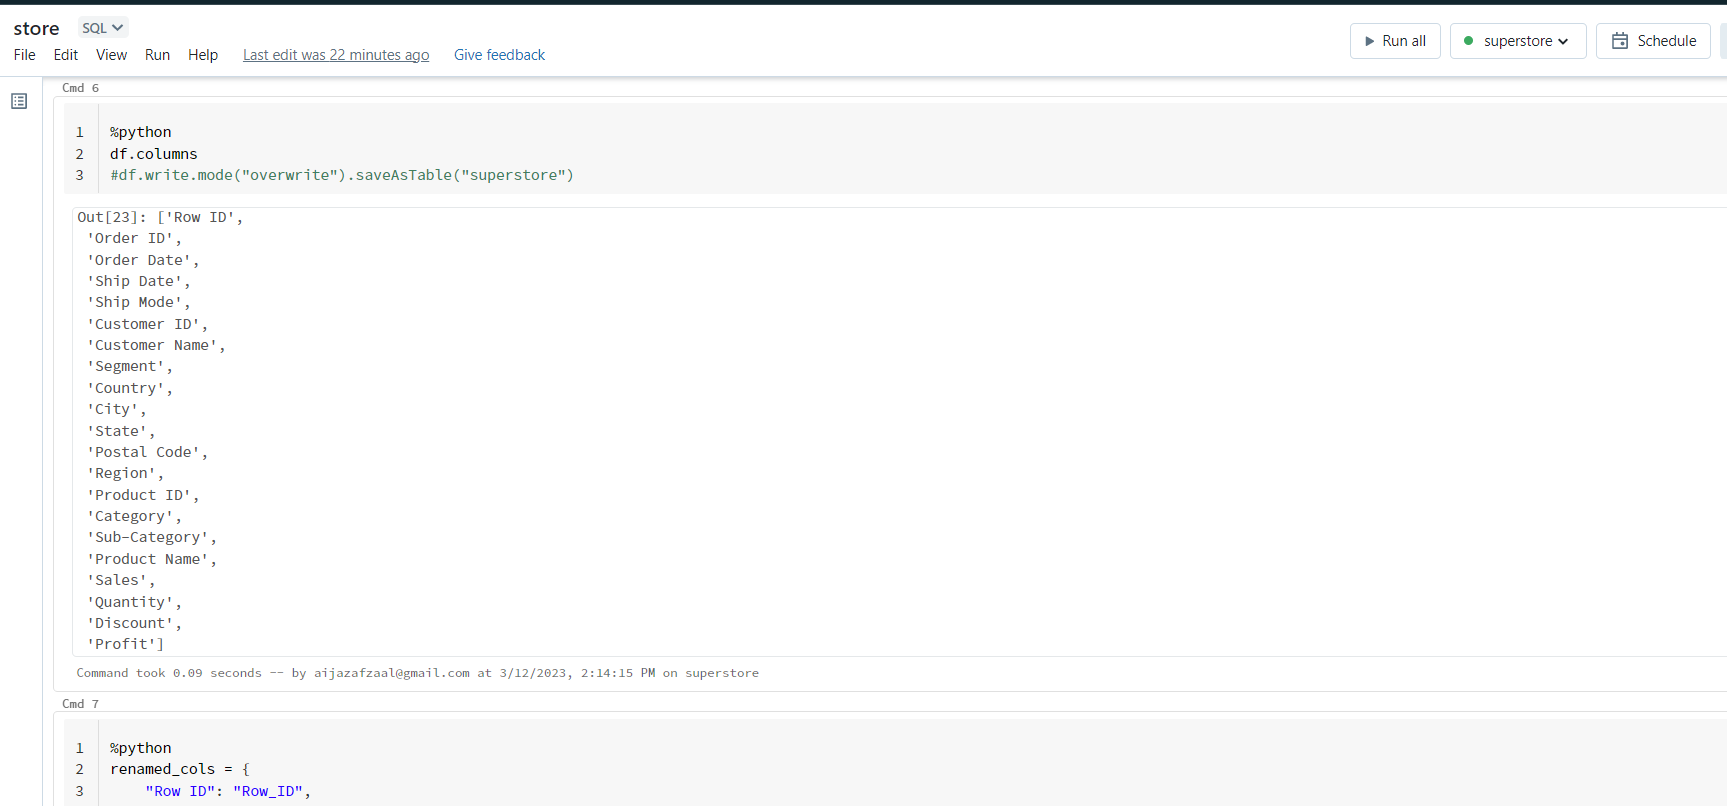 store SQL
File Edit View Run Help Last edit was 22 minutes ago Give feedback
Run all superstore Schedule
Cmd 6
1 %python
2 df.columns
3 #df.write.mode("overwrite").saveAsTable("superstore")
Out[23]: ['Row ID',
'Order ID',
'Order Date',
'Ship Date',
'Ship Mode',
'Customer ID',
'Customer Name',
'Segment',
'Country',
'City',
'State',
'Postal Code',
'Region',
'Product ID',
'Category',
'Sub-Category',
'Product Name',
'Sales',
'Quantity',
'Discount',
'Profit']
Command took 0.09 seconds -- by aijazafzaal@gmail.com at 3/12/2023, 2:14:15 PM on superstore
Cmd 7
1 %python
2 renamed_cols = {
3 "Row ID": "Row_ID",